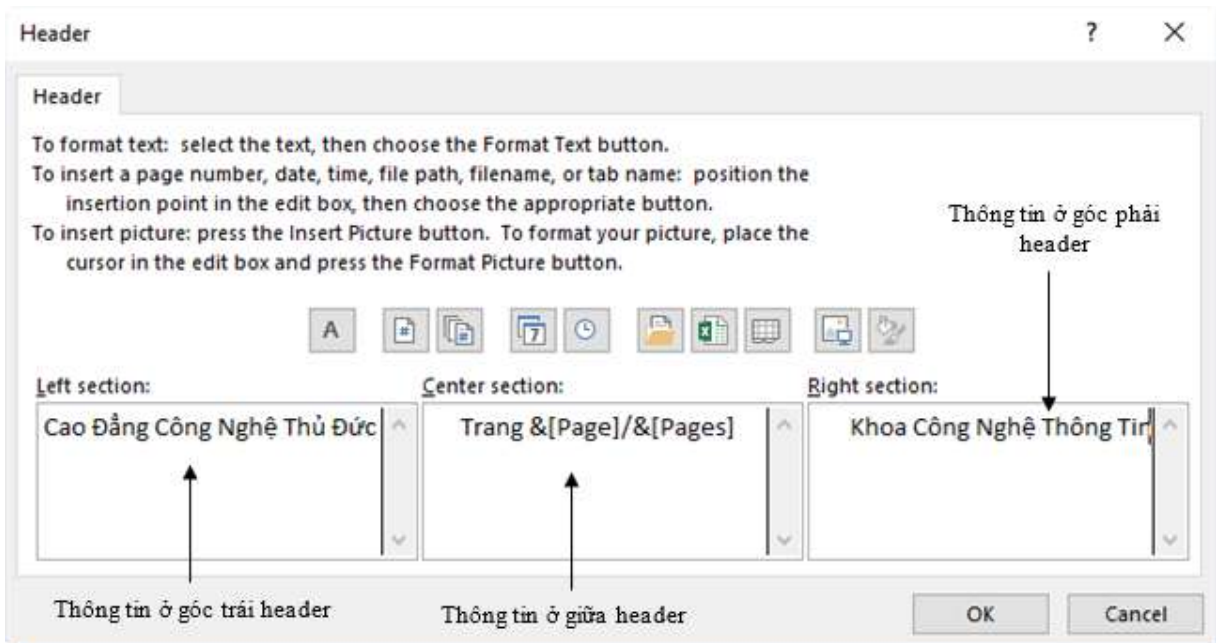 Header
? ✕
Header
To format text: select the text, then choose the Format Text button.
To insert a page number, date, time, file path, filename, or tab name: position the
insertion point in the edit box, then choose the appropriate button.
To insert picture: press the Insert Picture button. To format your picture, place the
cursor in the edit box and press the Format Picture button.
Thông tin ở góc phải
header
A
Left section:
Center section:
Right section:
Cao Đẳng Công Nghệ Thủ Đức
Trang &[Page]/&[Pages]
Khoa Công Nghệ Thông Tin
Thông tin ở góc trái header
Thông tin ở giữa header
OK
Cancel